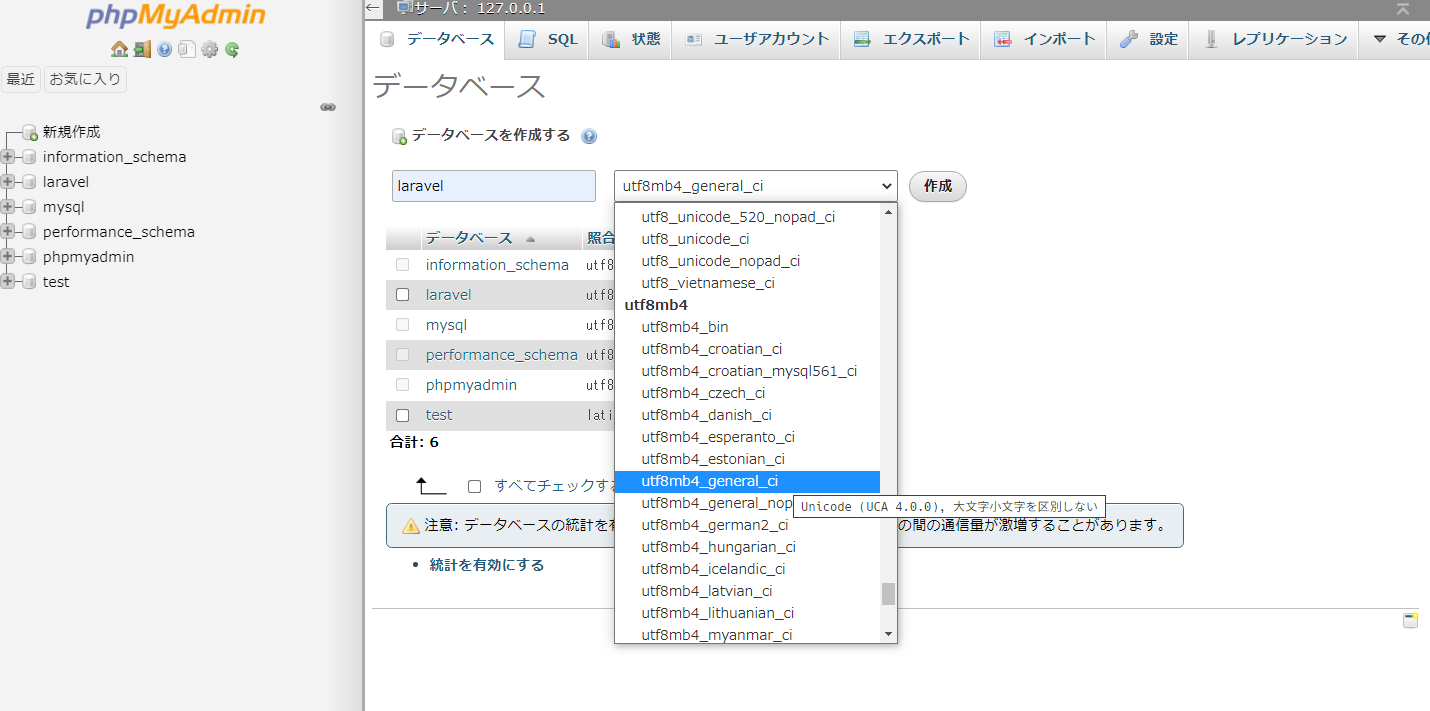 phpMyAdmin
最近 お気に入り
新規作成
information_schema
laravel
mysql
performance_schema
phpmyadmin
test
サーバ: 127.0.0.1
データベース SQL 状態 ユーザアカウント エクスポート インポート 設定 レプリケーション その
データベース
データベースを作成する
laravel utf8mb4_general_ci 作成
データベース 照合
information_schema utf8
laravel utf8
mysql utf8
performance_schema utf8
phpmyadmin utf8
test lati
合計: 6
すべてチェックす
注意: データベースの統計を有 の間の通信量が激増することがあります。
統計を有効にする
utf8_unicode_520_nopad_ci
utf8_unicode_ci
utf8_unicode_nopad_ci
utf8_vietnamese_ci
utf8mb4
utf8mb4_bin
utf8mb4_croatian_ci
utf8mb4_croatian_mysql561_ci
utf8mb4_czech_ci
utf8mb4_danish_ci
utf8mb4_esperanto_ci
utf8mb4_estonian_ci
utf8mb4_general_ci
utf8mb4_general_nop
Unicode (UCA 4.0.0), 大文字小文字を区別しない
utf8mb4_german2_ci
utf8mb4_hungarian_ci
utf8mb4_icelandic_ci
utf8mb4_latvian_ci
utf8mb4_lithuanian_ci
utf8mb4_myanmar_ci